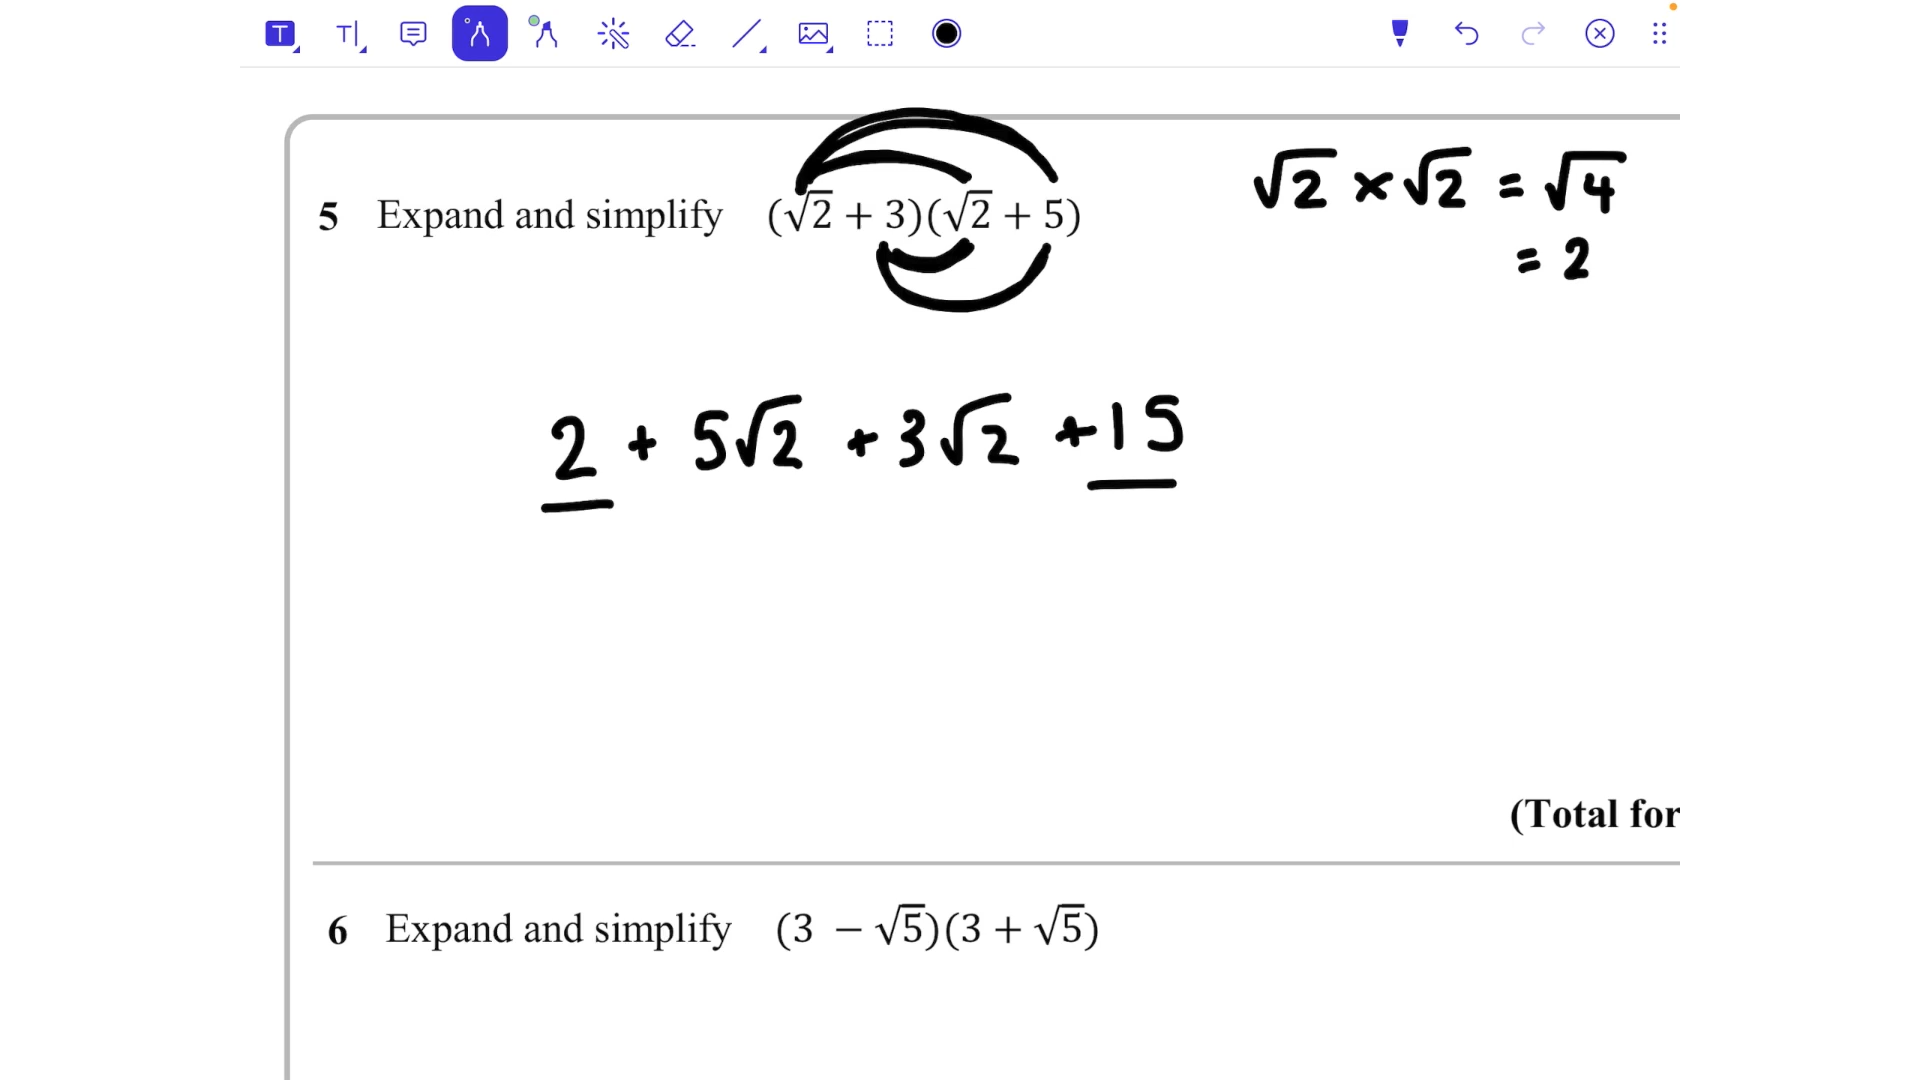 5 Expand and simplify (√2 + 3)(√2 + 5)
√2 × √2 = √4
= 2
2 + 5√2 + 3√2 + 15
(Total for
6 Expand and simplify (3 − √5)(3 + √5)